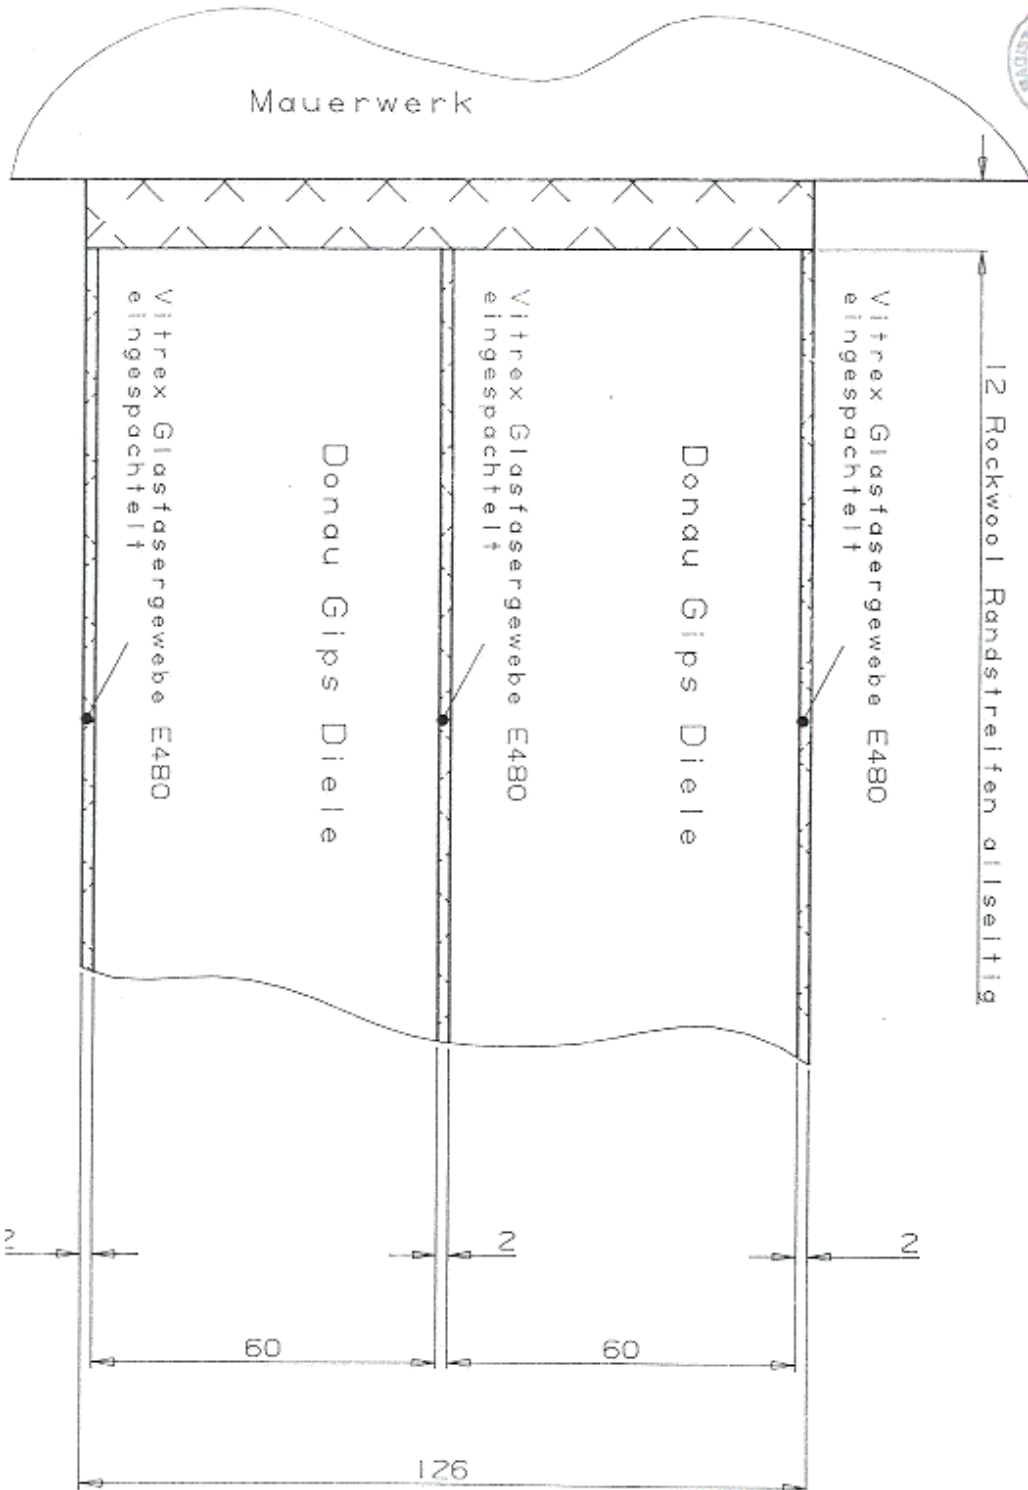 Mauerwerk
12 Rockwool Randstreifen allseitig
Vitrex Glasfasergewebe E480
eingespachtelt
Donau Gips Diele
Vitrex Glasfasergewebe E480
eingespachtelt
Donau Gips Diele
Vitrex Glasfasergewebe E480
eingespachtelt
2
2
2
60
60
126